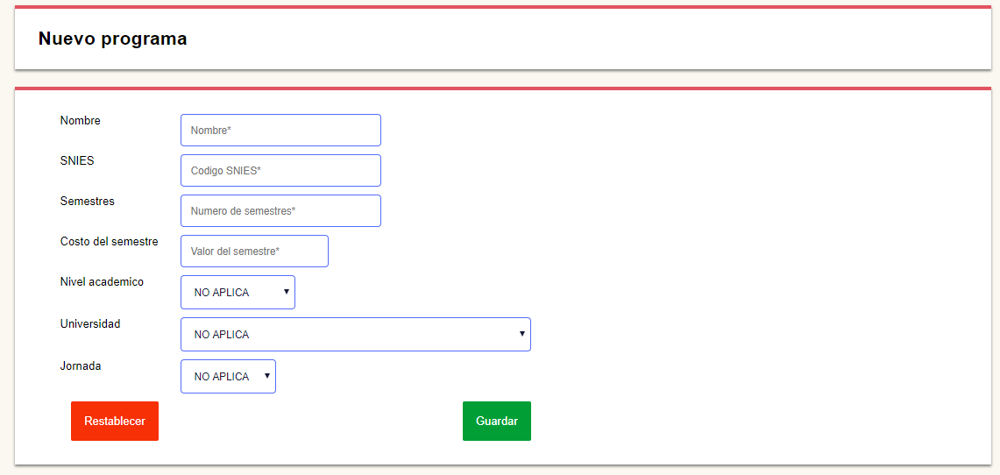 Nuevo programa
Nombre
Nombre*
SNIES
Codigo SNIES*
Semestres
Numero de semestres*
Costo del semestre
Valor del semestre*
Nivel academico
NO APLICA
Universidad
NO APLICA
Jornada
NO APLICA
Restablecer
Guardar